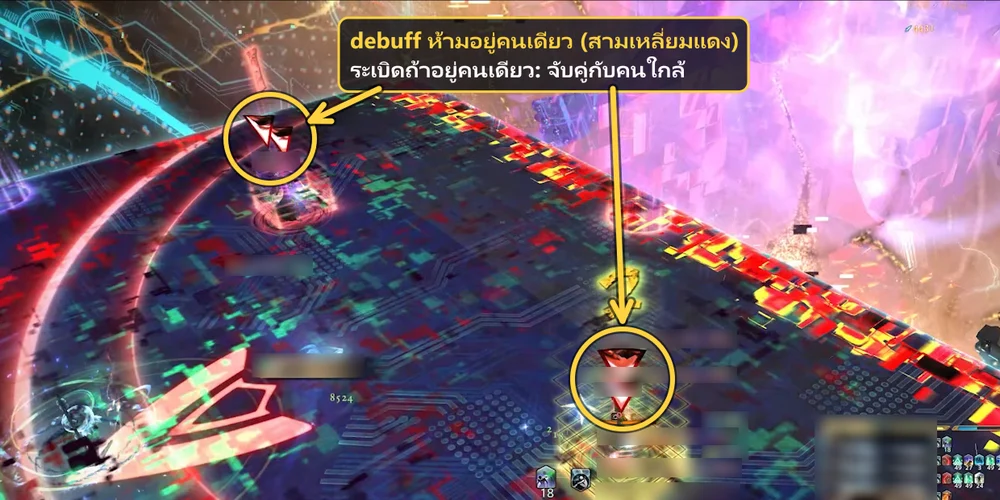 debuff ห้ามอยู่คนเดียว (สามเหลี่ยมแดง)
ระเบิดถ้าอยู่คนเดียว: จับคู่กับคนใกล้
8524
18